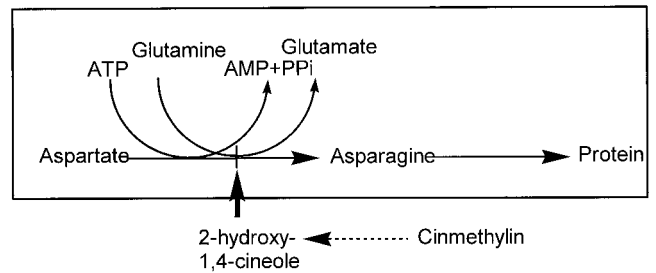 Glutamine
Glutamate
ATP
AMP+PPi
Aspartate
Asparagine
Protein
2-hydroxy-
1,4-cineole
Cinmethylin